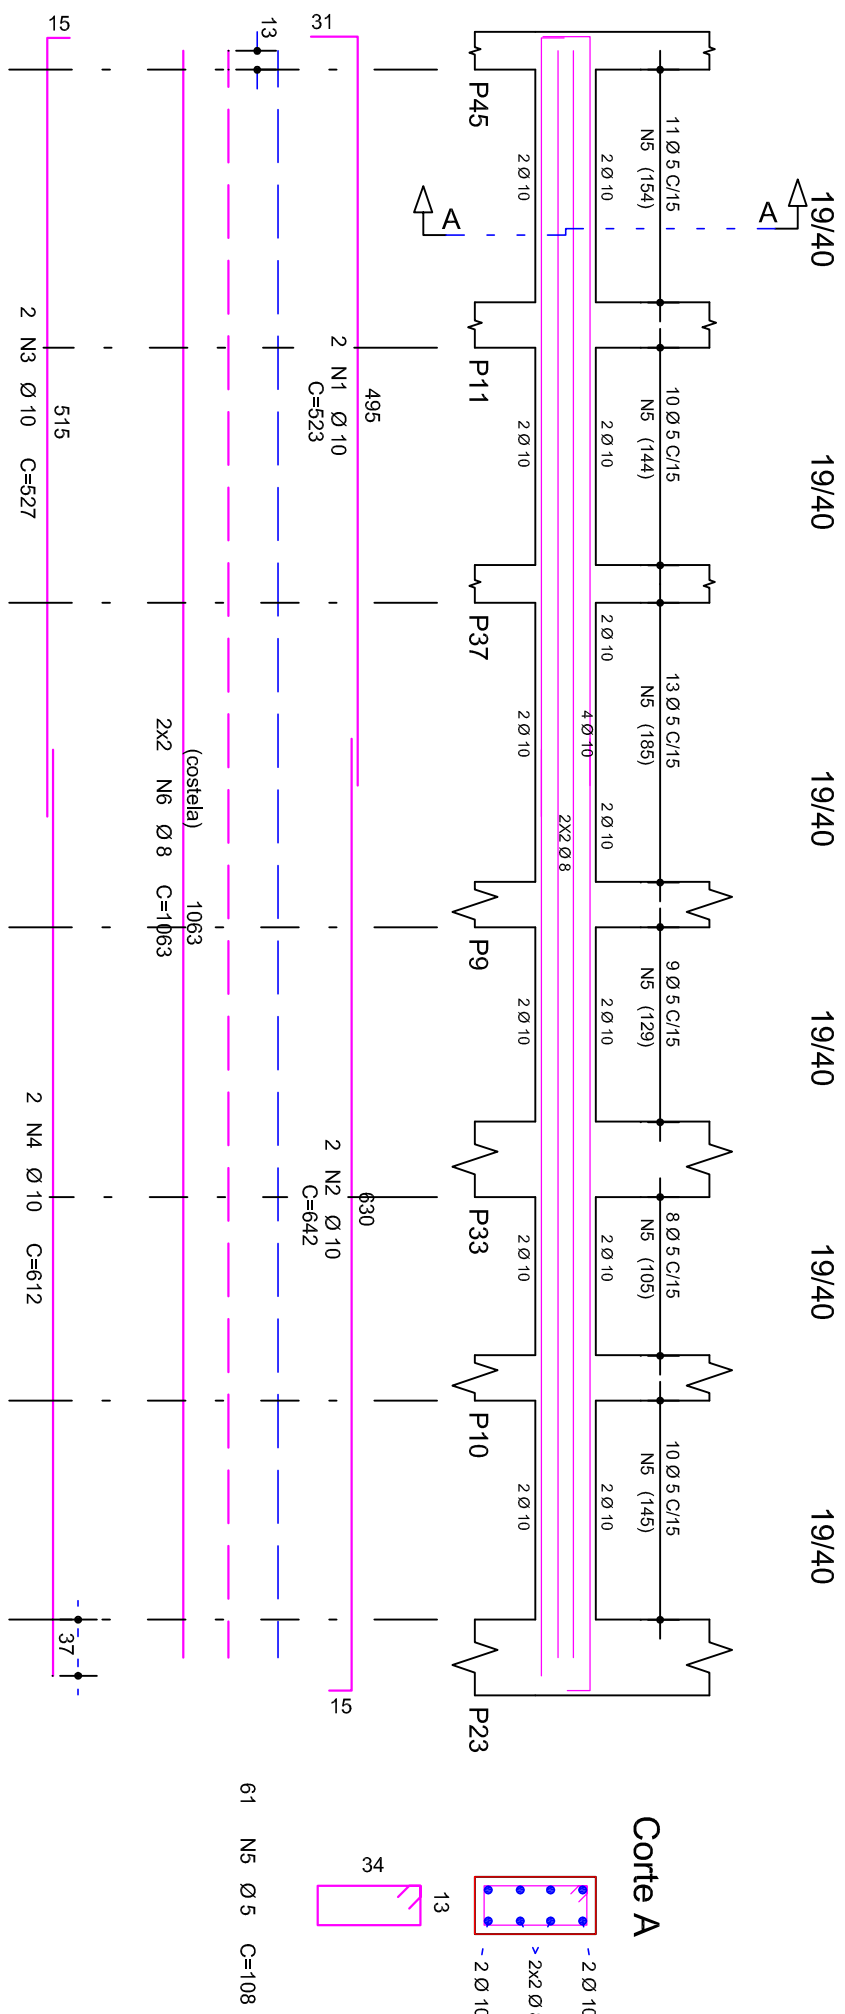 19/40
19/40
19/40
19/40
19/40
19/40
11 Ø 5 C/15
N5 (154)
10 Ø 5 C/15
N5 (144)
13 Ø 5 C/15
N5 (185)
9 Ø 5 C/15
N5 (129)
8 Ø 5 C/15
N5 (105)
10 Ø 5 C/15
N5 (145)
A
2 Ø 10
2 Ø 10
2 Ø 10
4 Ø 10
2 Ø 10
2 Ø 10
2 Ø 10
2 Ø 10
2X2 Ø 8
2 Ø 10
2 Ø 10
2 Ø 10
2 Ø 10
2 Ø 10
2 Ø 10
A
P45
P11
P37
P9
P33
P10
P23
31
495
2 N1 Ø 10
C=523
630
2 N2 Ø 10
C=642
15
13
(costela)
1063
2x2 N6 Ø 8 C=1063
15
515
2 N3 Ø 10 C=527
2 N4 Ø 10 C=612
37
Corte A
2 Ø 10
2x2 Ø
2 Ø 10
13
34
61 N5 Ø 5 C=108